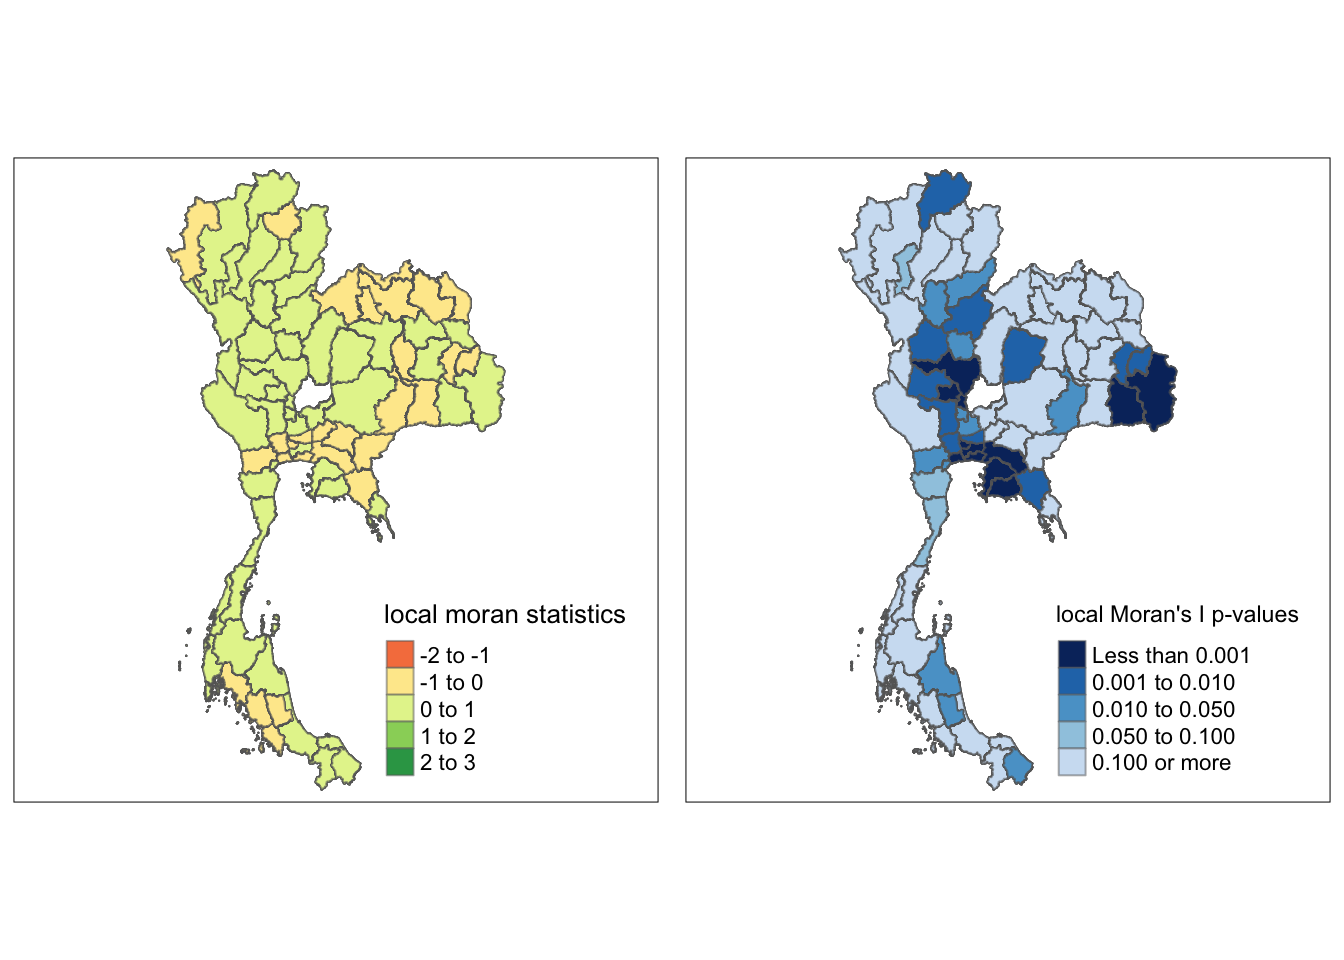 local moran statistics
-2 to -1
-1 to 0
0 to 1
1 to 2
2 to 3
local Moran's I p-values
Less than 0.001
0.001 to 0.010
0.010 to 0.050
0.050 to 0.100
0.100 or more